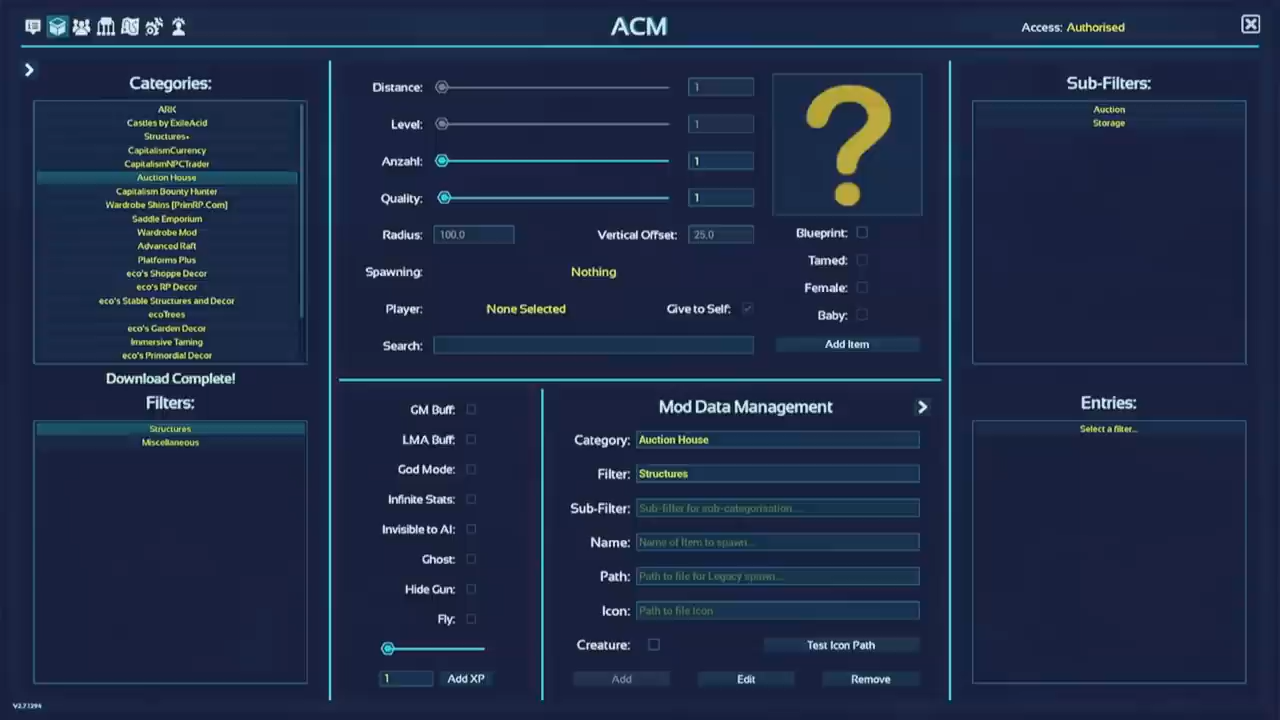 ACM
Access: Authorised
Categories:
ARK
Castles by ExileAcid
Structures+
CapitalismCurrency
CapitalismNPCTrader
Auction House
Capitalism Bounty Hunter
Wardrobe Skins [PrimRP.Com]
Saddle Emporium
Wardrobe Mod
Advanced Raft
Platforms Plus
eco's Shoppe Decor
eco's RP Decor
eco's Stable Structures and Decor
ecoTrees
eco's Garden Decor
Immersive Taming
eco's Primordial Decor
Download Complete!
Filters:
Structures
Miscellaneous
V2.7.1294
Distance: 1
Level: 1
Anzahl: 1
Quality: 1
Radius: 100.0 Vertical Offset: 25.0
Spawning: Nothing
Player: None Selected Give to Self:
Search:
?
Blueprint:
Tamed:
Female:
Baby:
Add Item
GM Buff:
LMA Buff:
God Mode:
Infinite Stats:
Invisible to AI:
Ghost:
Hide Gun:
Fly:
1 Add XP
Mod Data Management
Category: Auction House
Filter: Structures
Sub-Filter: Sub-filter for sub-categorisation...
Name: Name of Item to spawn...
Path: Path to file for Legacy spawn...
Icon: Path to file Icon
Creature: Test Icon Path
Add Edit Remove
Sub-Filters:
Auction
Storage
Entries:
Select a filter...